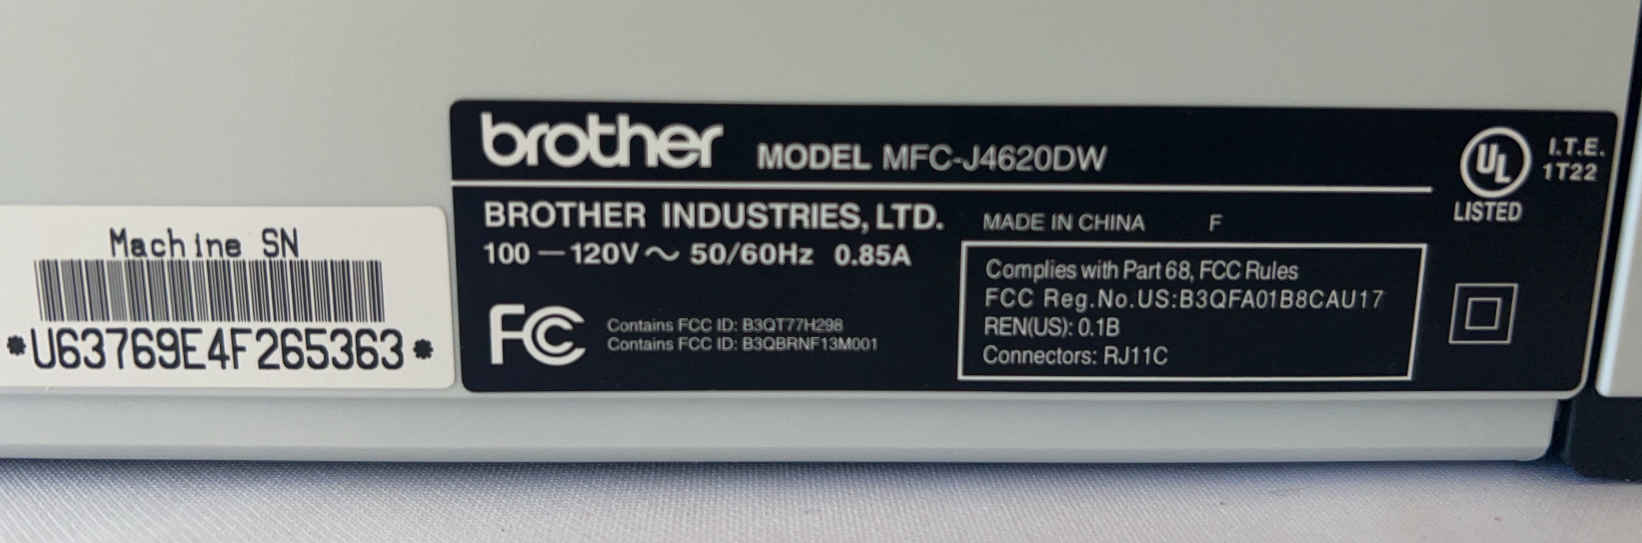 Machine SN
*U63769E4F265363*
brother MODEL MFC-J4620DW
BROTHER INDUSTRIES, LTD. MADE IN CHINA F
100 — 120V ~ 50/60Hz 0.85A
FC
Contains FCC ID: B3QT77H298
Contains FCC ID: B3QBRNF13M001
Complies with Part 68, FCC Rules
FCC Reg.No.US:B3QFA01B8CAU17
REN(US): 0.1B
Connectors: RJ11C
UL I.T.E.
1T22
LISTED